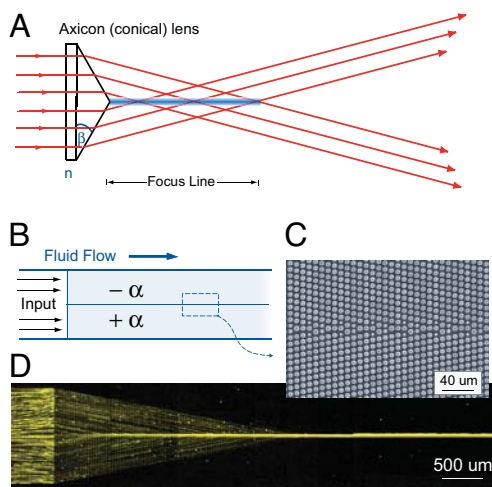 A
Axicon (conical) lens
β
n
Focus Line
B
Fluid Flow
Input
− α
+ α
C
40 um
D
500 um